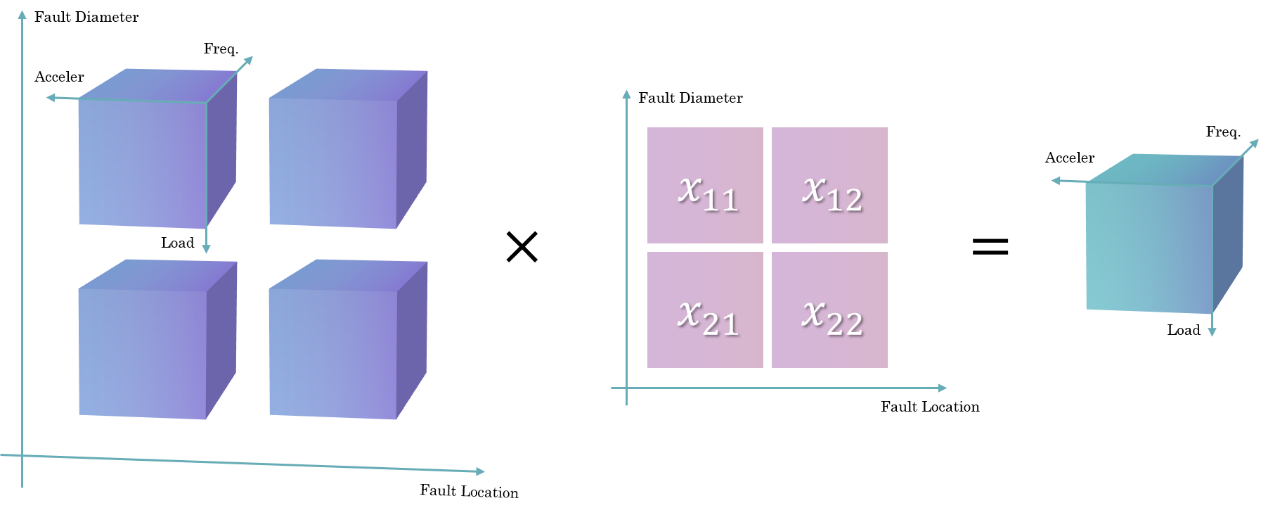 Fault Diameter
Freq.
Acceler
Load
Fault Location
×
Fault Diameter
x11 x12
x21 x22
Fault Location
=
Freq.
Acceler
Load